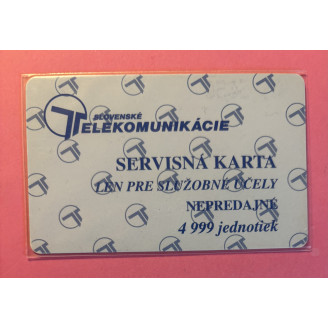 SLOVENSKÉ
TELEKOMUNIKÁCIE
SERVISNÁ KARTA
LEN PRE SLUŽOBNÉ ÚČELY
NEPREDAJNÉ
4 999 jednotiek